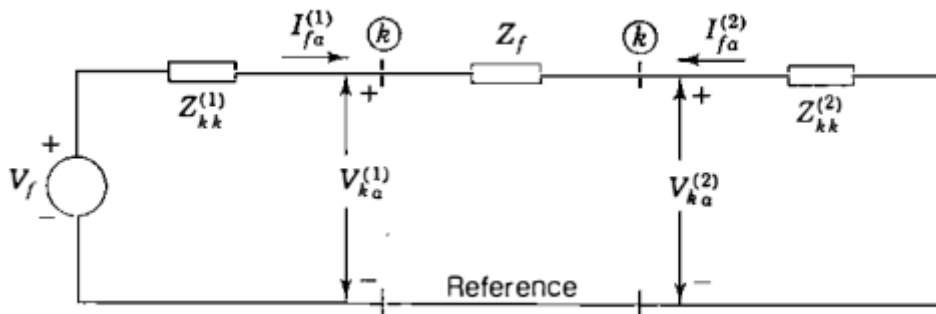 I_{fa}^{(1)}
k
Z_f
k
I_{fa}^{(2)}
Z_{kk}^{(1)}
+
+
Z_{kk}^{(2)}
+
V_f
−
V_{ka}^{(1)}
V_{ka}^{(2)}
−
Reference
−